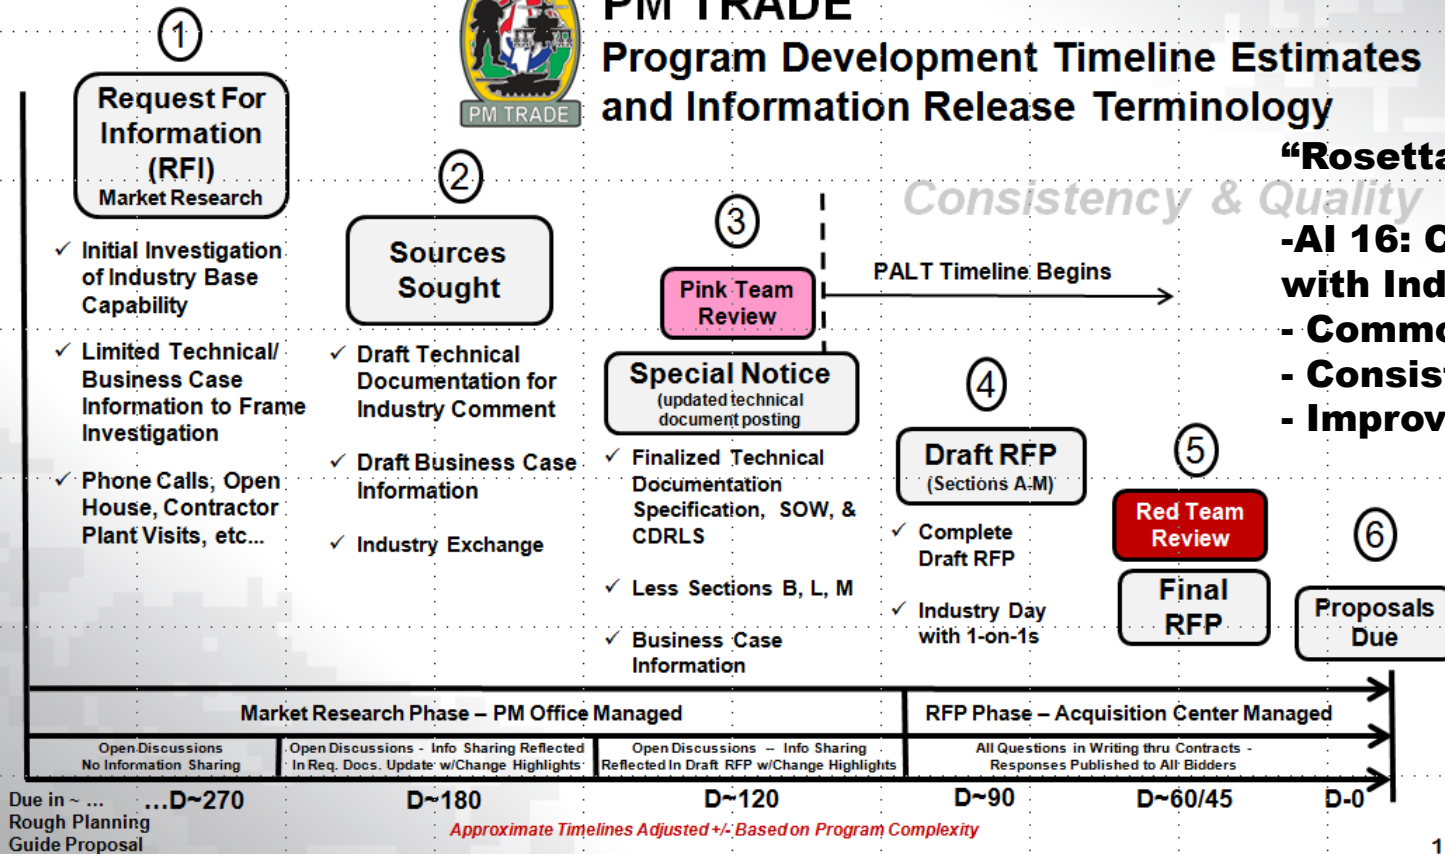 PM TRADE
Program Development Timeline Estimates
and Information Release Terminology
PM TRADE
Consistency & Quality
-AI 16:
with
1
Request For
Information
(RFI)
Market Research
✓ Initial Investigation
of Industry Base
Capability
✓ Limited Technical/
Business Case
Information to Frame
Investigation
✓ Phone Calls, Open
House, Contractor
Plant Visits, etc...
2
Sources
Sought
✓ Draft Technical
Documentation for
Industry Comment
✓ Draft Business Case
Information
✓ Industry Exchange
3
Pink Team
Review
PALT Timeline Begins
Special Notice
(updated technical
document posting
✓ Finalized Technical
Documentation
Specification, SOW, &
CDRLS
✓ Less Sections B, L, M
✓ Business Case
Information
4
Draft RFP
(Sections A-M)
✓ Complete
Draft RFP
✓ Industry Day
with 1-on-1s
5
Red Team
Review
Final
RFP
6
Proposals
Due
Market Research Phase – PM Office Managed
RFP Phase – Acquisition Center Managed
Open Discussions
No Information Sharing
Open Discussions - Info Sharing Reflected
In Req. Docs. Update w/Change Highlights
Open Discussions -- Info Sharing
Reflected In Draft RFP w/Change Highlights
All Questions in Writing thru Contracts -
Responses Published to All Bidders
Due in ~ ...
Rough Planning
Guide Proposal
...D~270
D~180
D~120
D~90
D~60/45
D-0
Approximate Timelines Adjusted +/- Based on Program Complexity
1